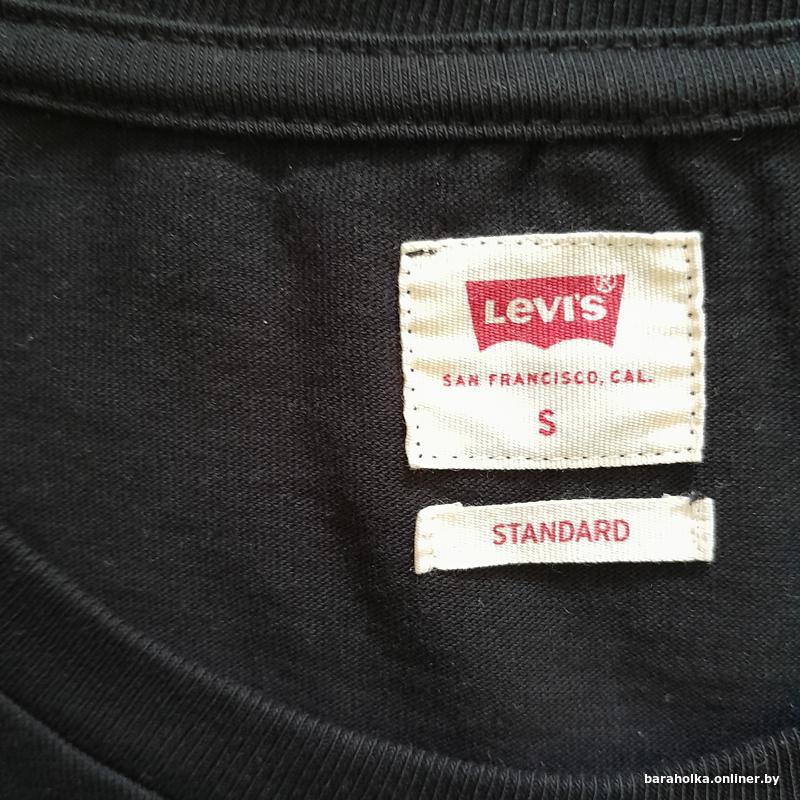 LEVI'S®
SAN FRANCISCO, CAL.
S
STANDARD
baraholka.onliner.by